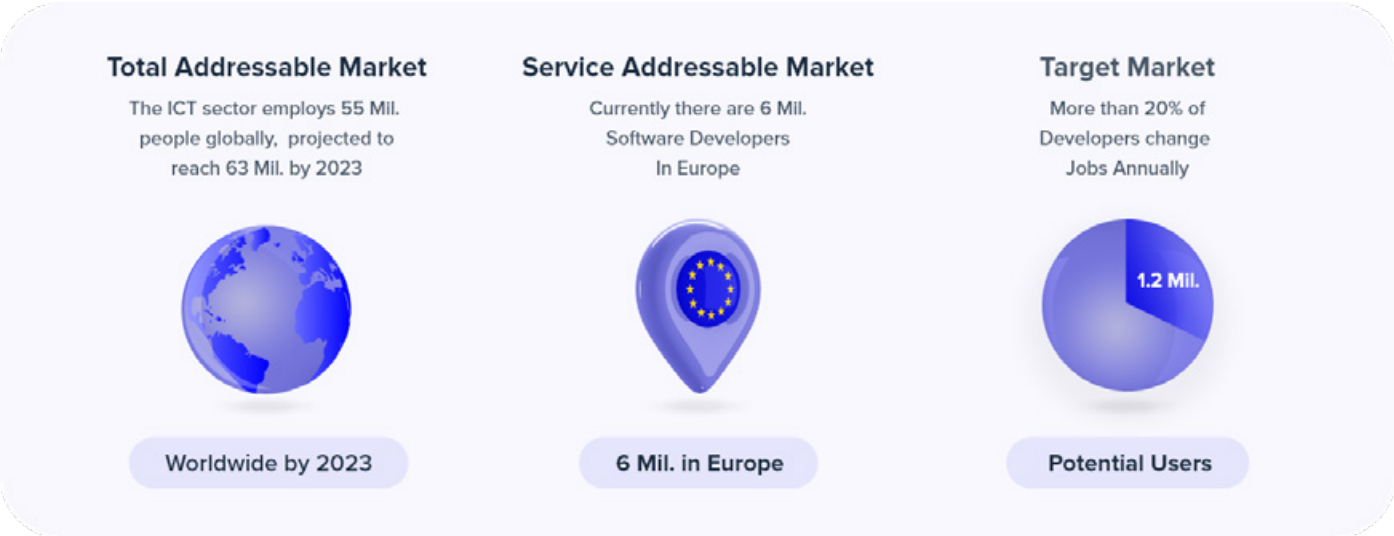 Total Addressable Market
The ICT sector employs 55 Mil.
people globally, projected to
reach 63 Mil. by 2023
Worldwide by 2023
Service Addressable Market
Currently there are 6 Mil.
Software Developers
In Europe
6 Mil. in Europe
Target Market
More than 20% of
Developers change
Jobs Annually
1.2 Mil.
Potential Users